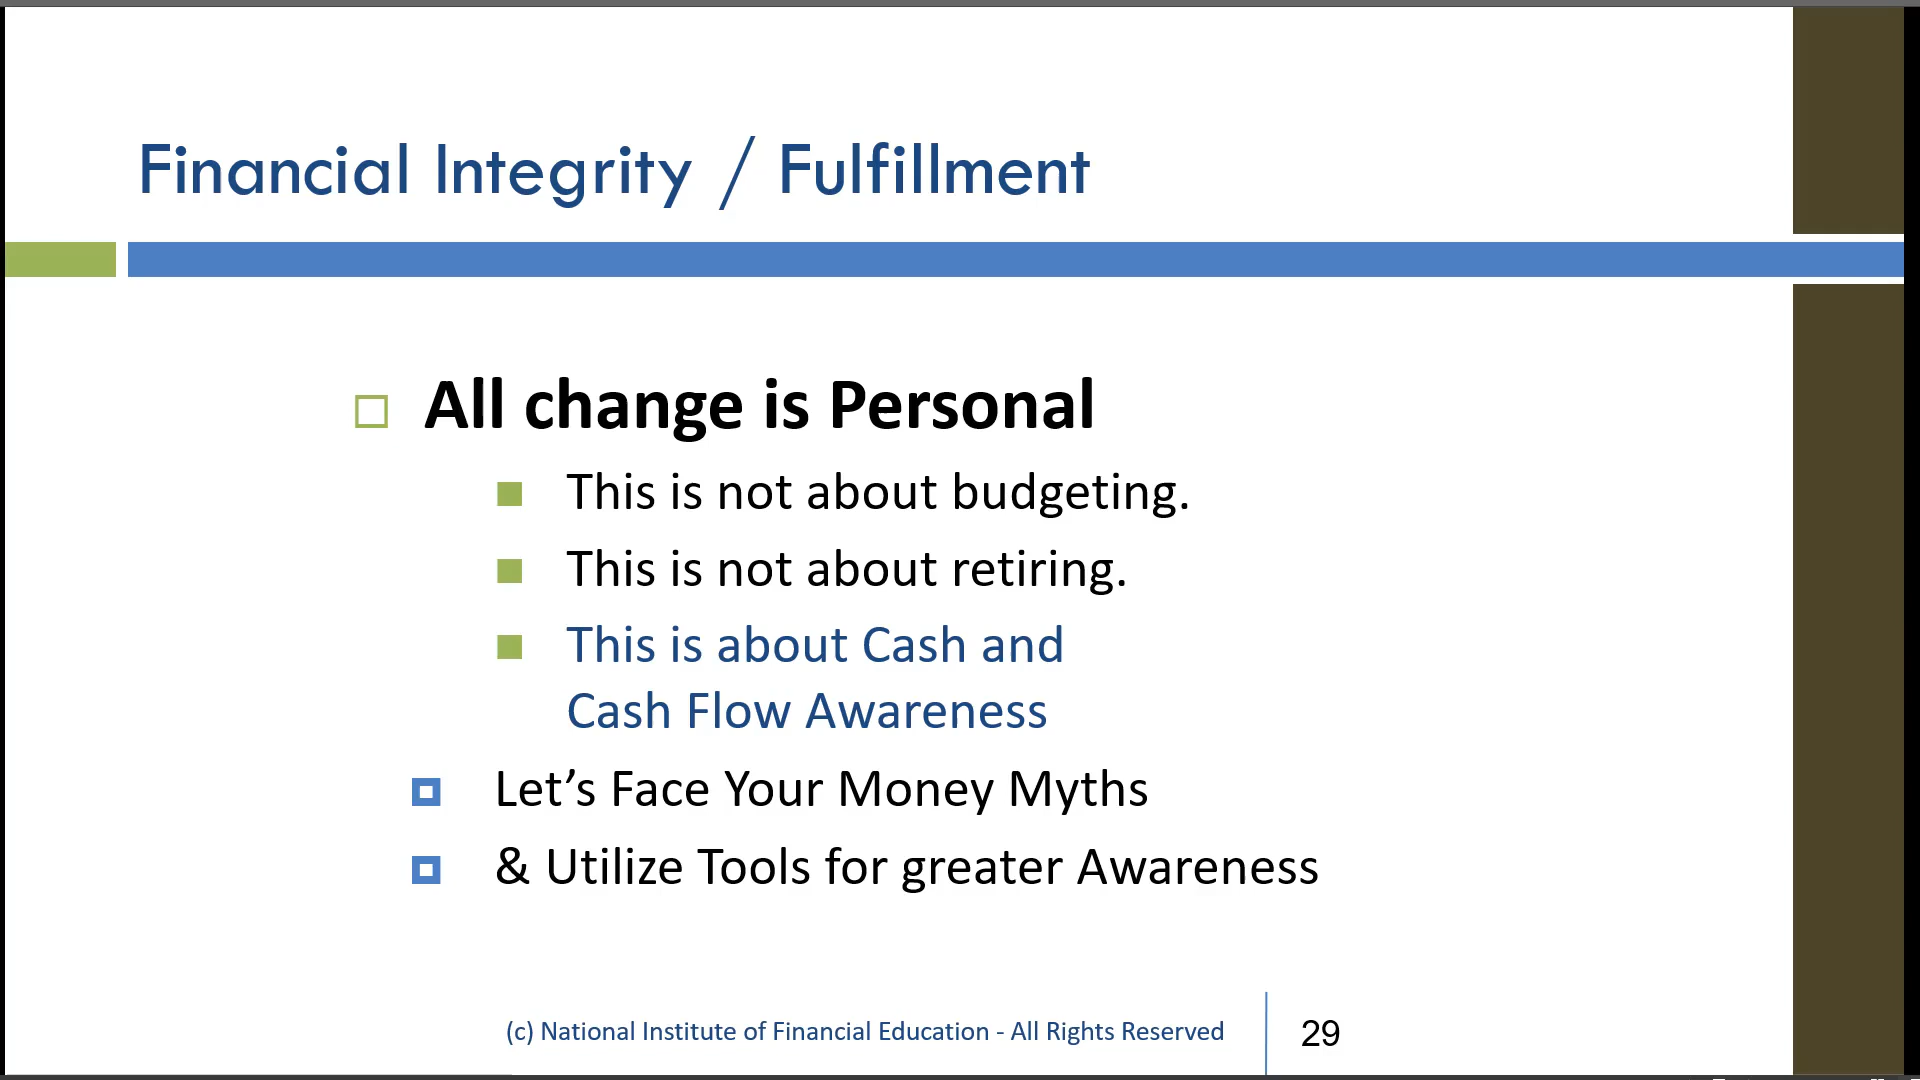 Financial Integrity / Fulfillment
All change is Personal
This is not about budgeting.
This is not about retiring.
This is about Cash and
Cash Flow Awareness
Let’s Face Your Money Myths
& Utilize Tools for greater Awareness
(c) National Institute of Financial Education - All Rights Reserved
29